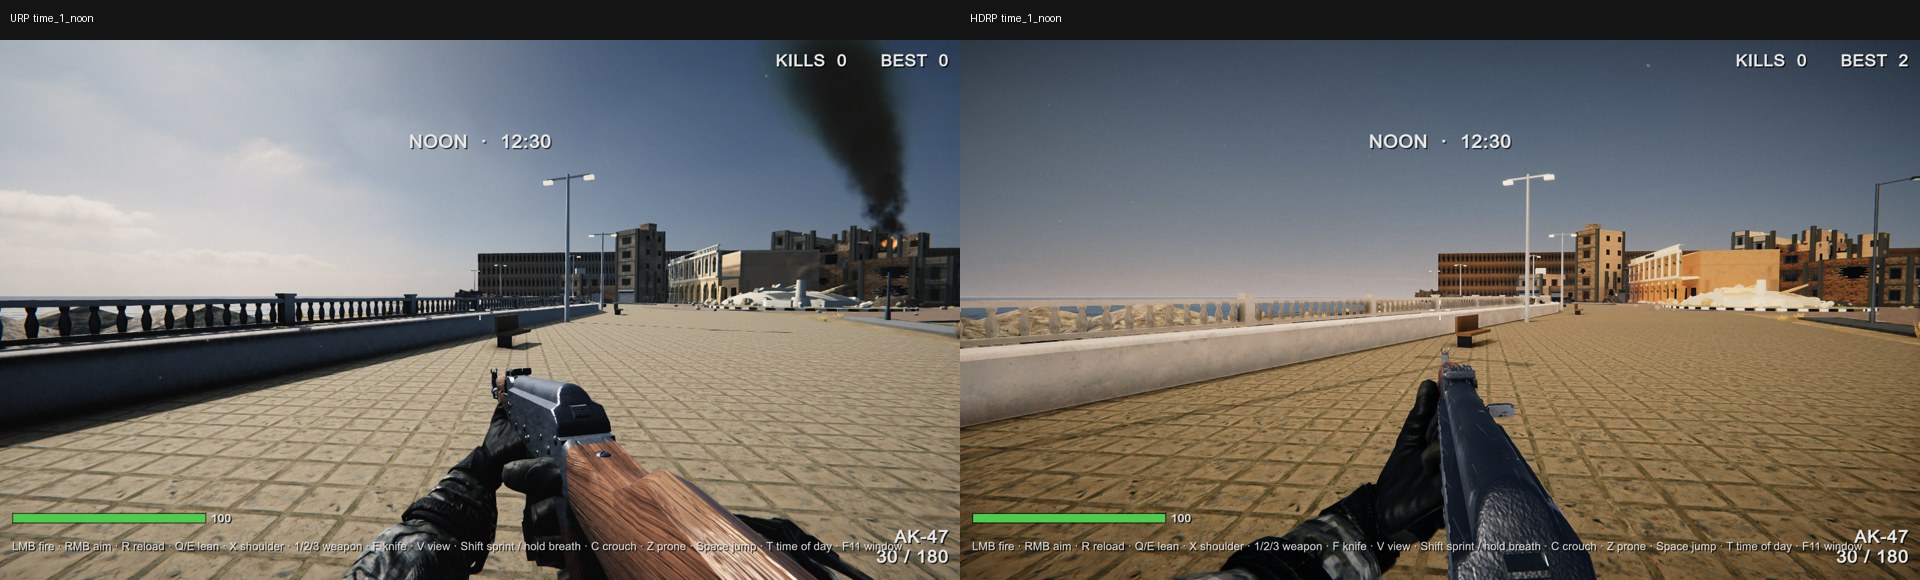 URP time_1_noon
KILLS 0 BEST 0
NOON · 12:30
100
LMB fire · RMB aim · R reload · Q/E lean · X shoulder · 1/2/3 weapon · F knife · V view · Shift sprint / hold breath · C crouch · Z prone · Space jump · T time of day · F11 window
AK-47
30 / 180
HDRP time_1_noon
KILLS 0 BEST 2
NOON · 12:30
100
LMB fire · RMB aim · R reload · Q/E lean · X shoulder · 1/2/3 weapon · F knife · V view · Shift sprint / hold breath · C crouch · Z prone · Space jump · T time of day · F11 window
AK-47
30 / 180